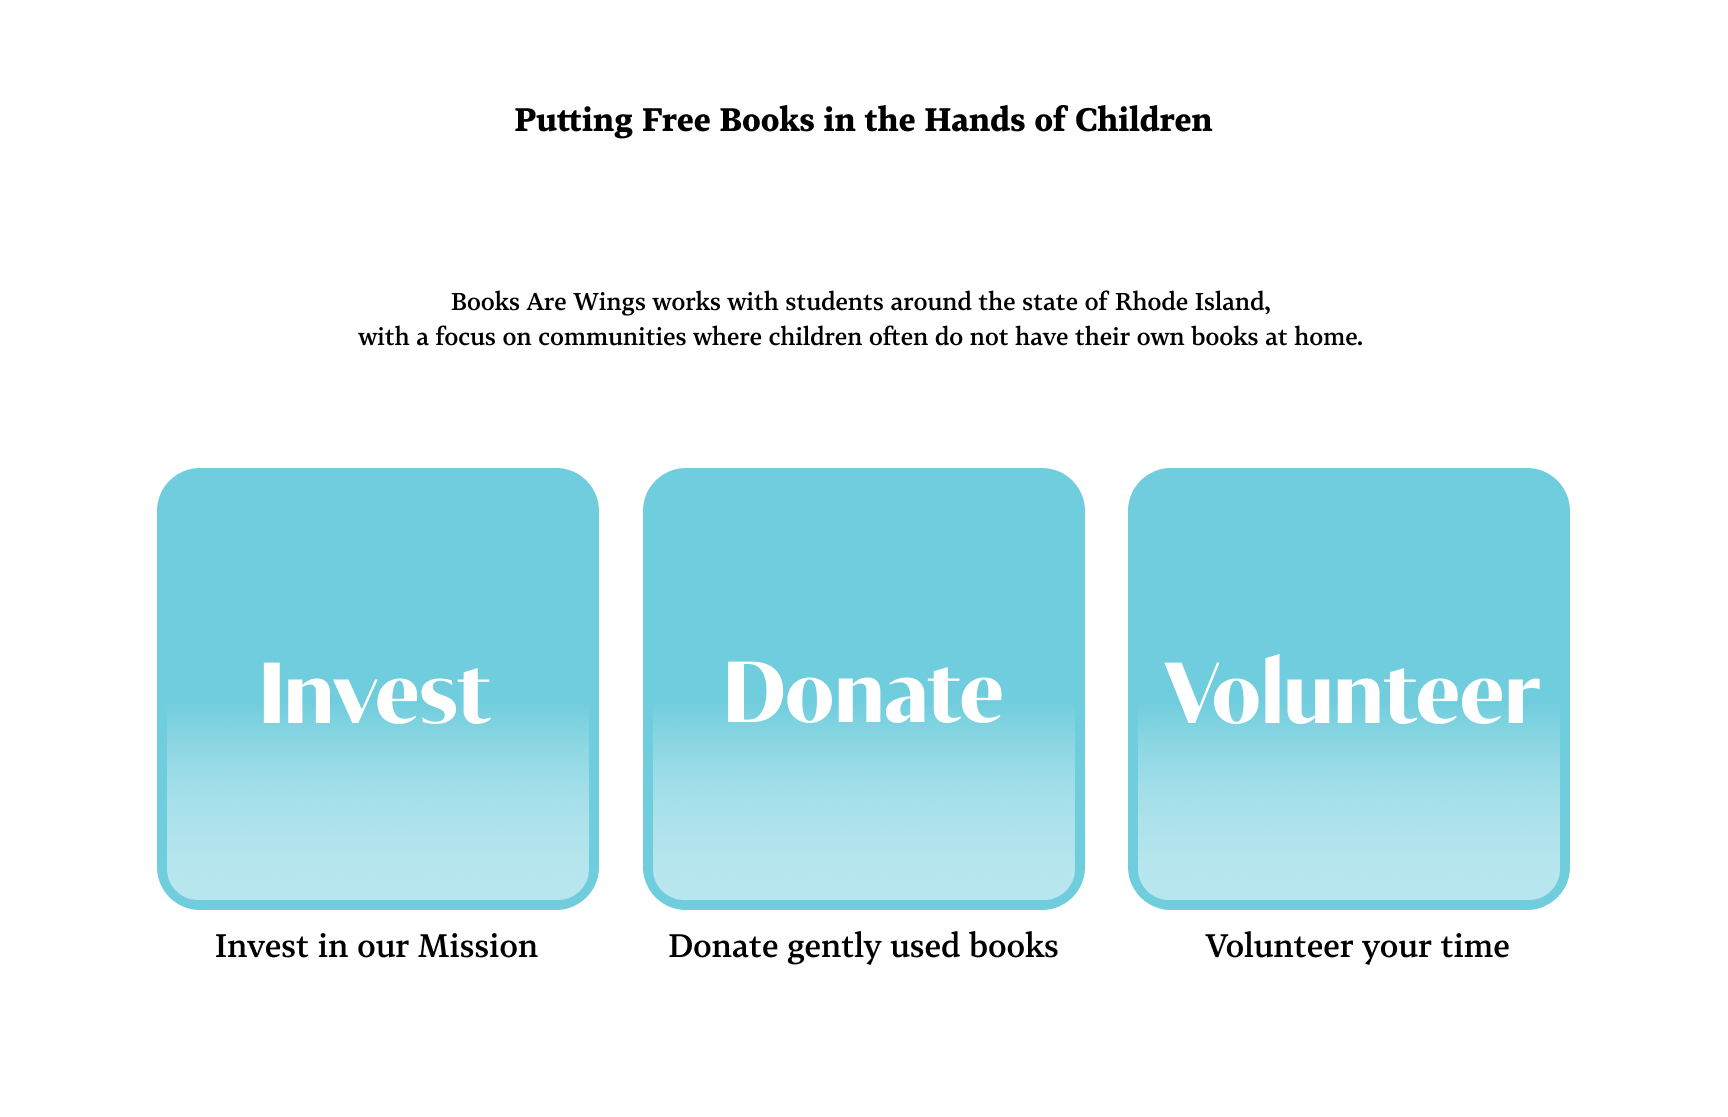 Putting Free Books in the Hands of Children
Books Are Wings works with students around the state of Rhode Island,
with a focus on communities where children often do not have their own books at home.
Invest
Donate
Volunteer
Invest in our Mission
Donate gently used books
Volunteer your time